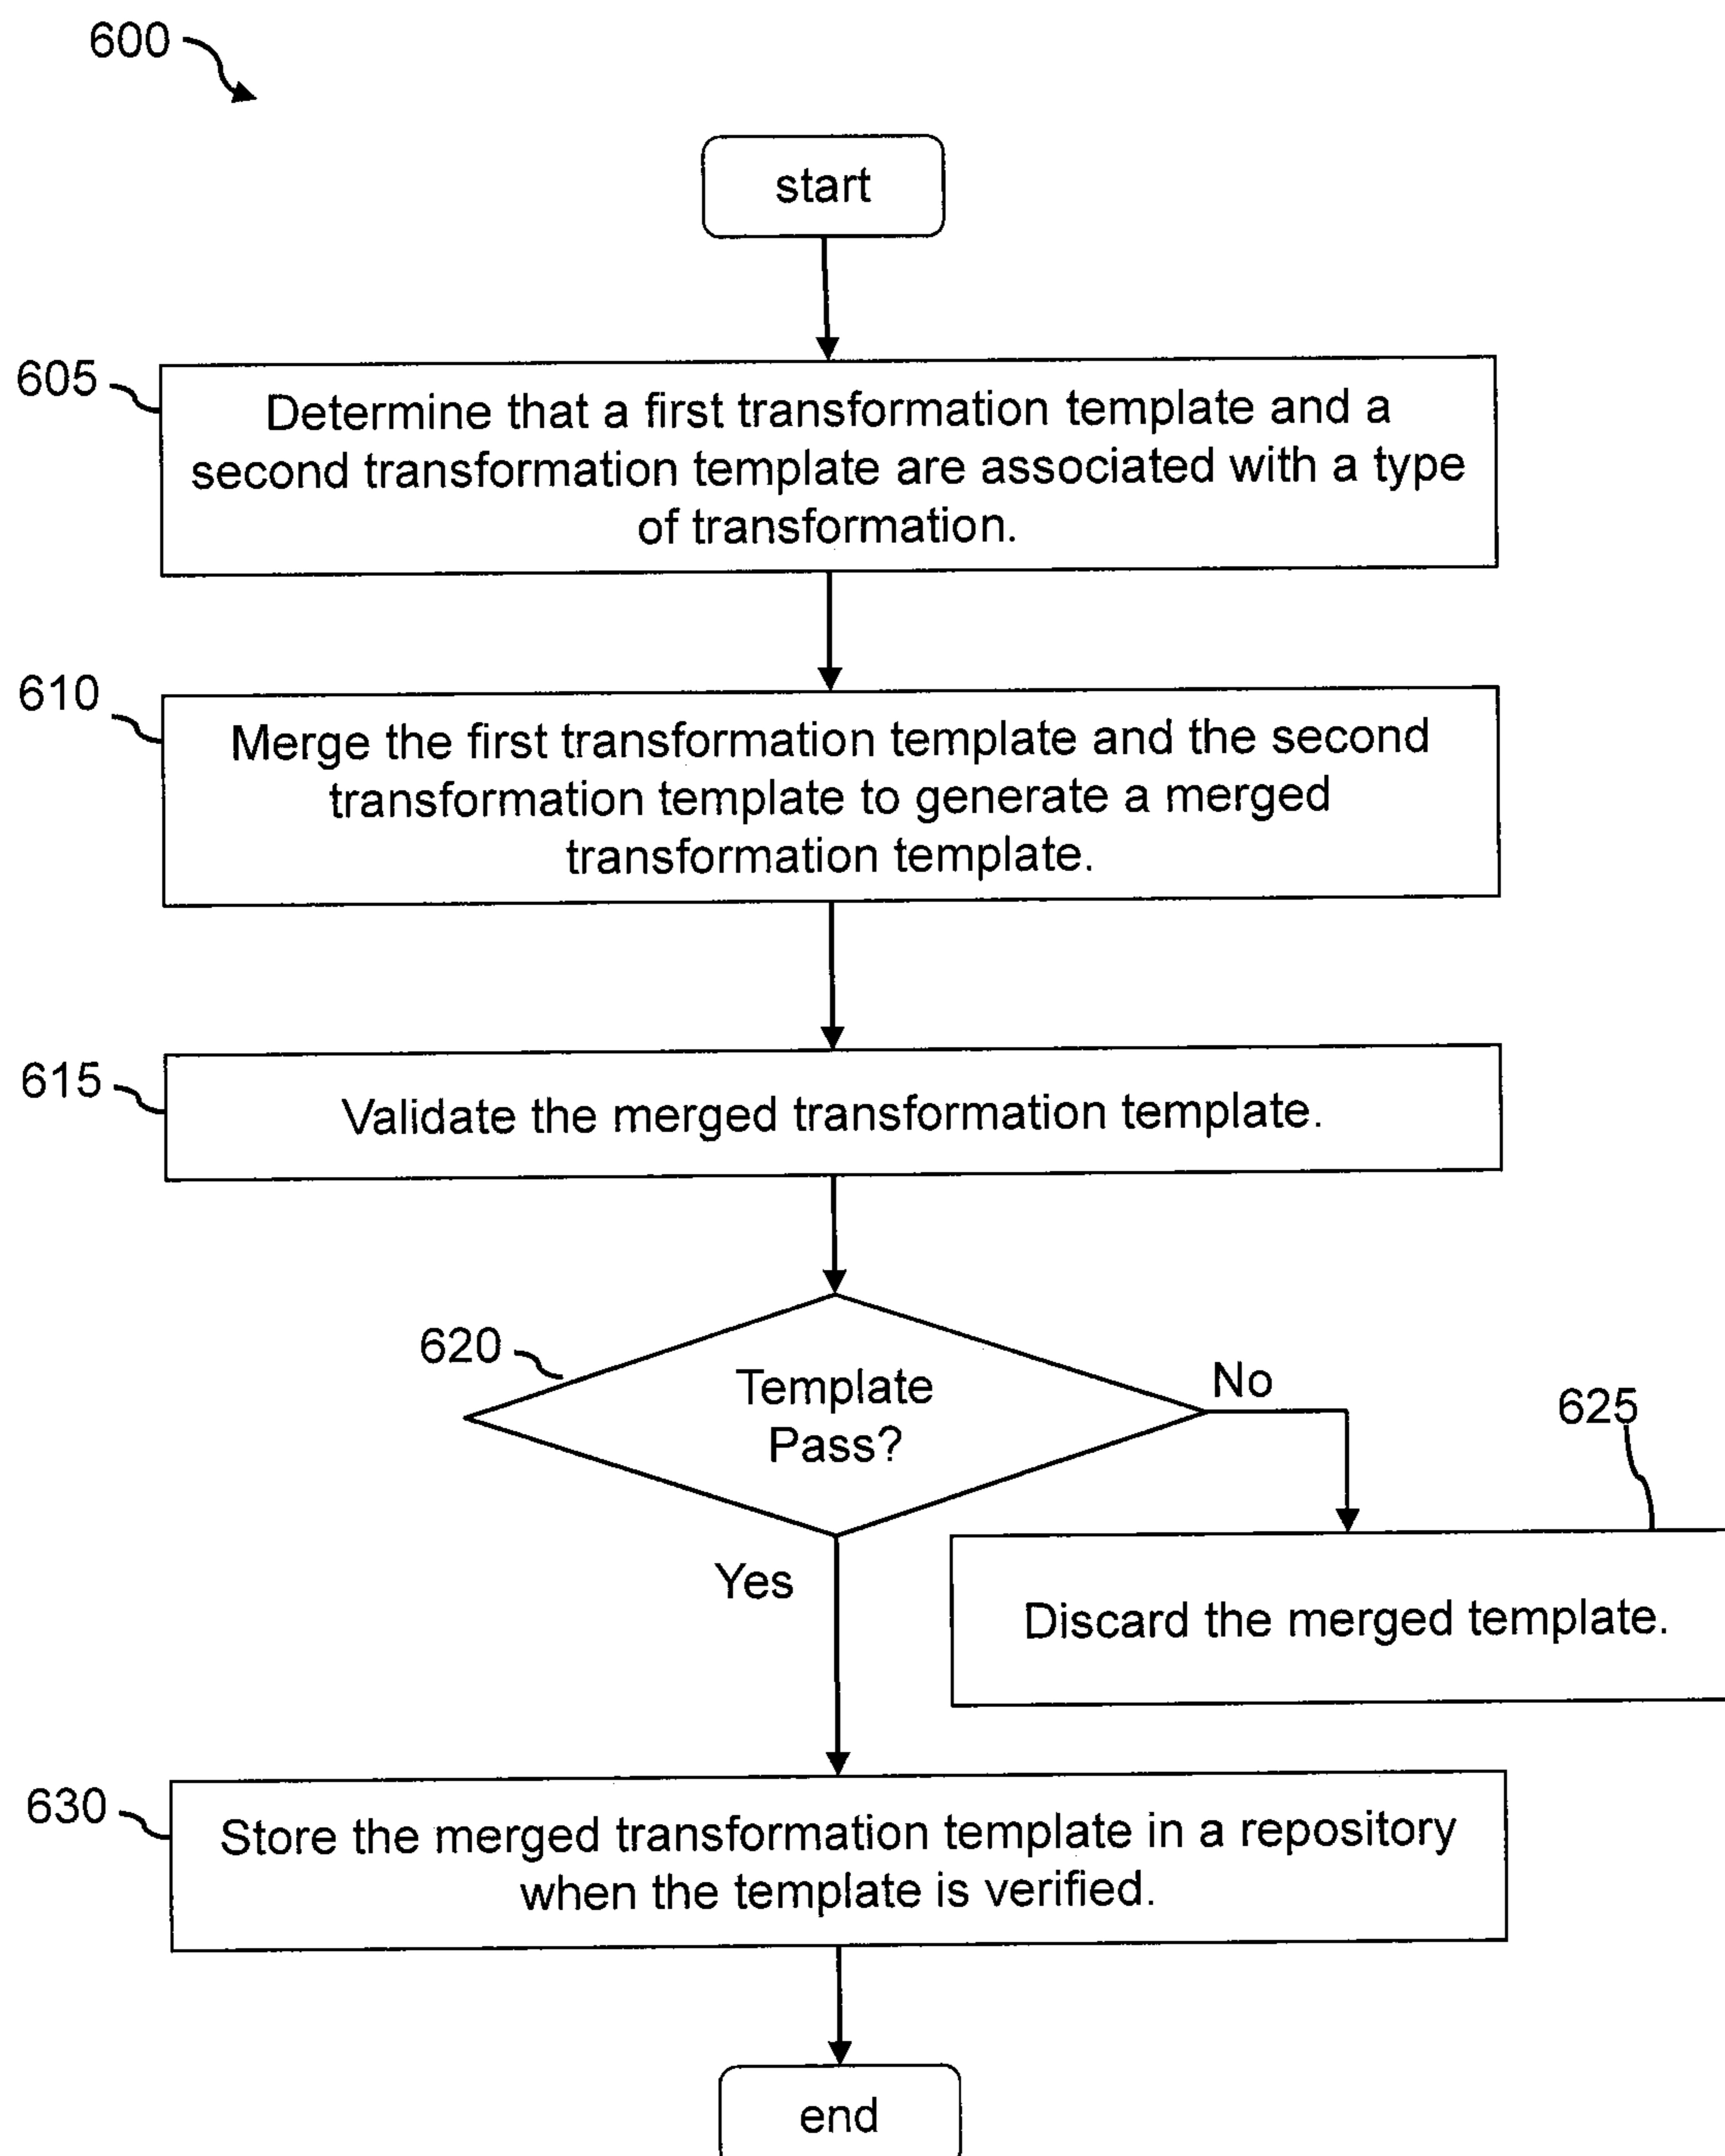 600
start
605
Determine that a first transformation template and a
second transformation template are associated with a type
of transformation.
610
Merge the first transformation template and the second
transformation template to generate a merged
transformation template.
615
Validate the merged transformation template.
620
Template
Pass?
No
625
Yes
Discard the merged template.
630
Store the merged transformation template in a repository
when the template is verified.
end